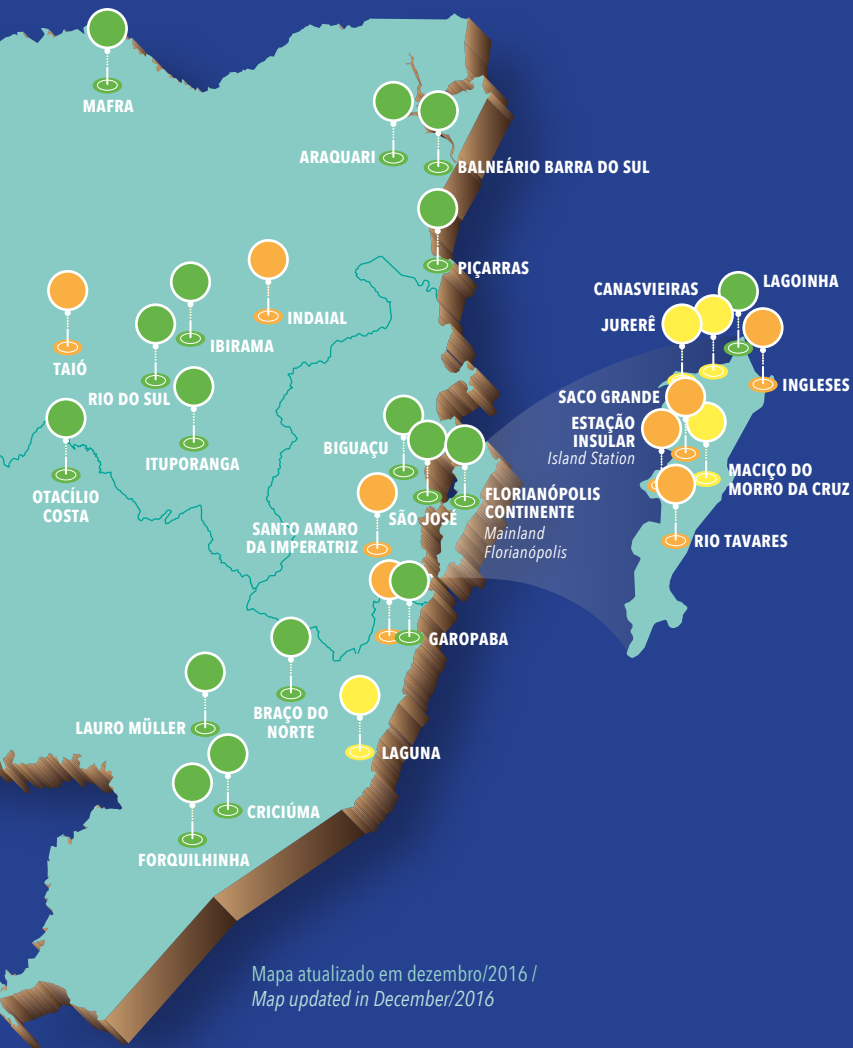 MAFRA
ARAQUARI
BALNEÁRIO BARRA DO SUL
PIÇARRAS
CANASVIEIRAS
LAGOINHA
JURERÊ
INDAIAL
IBIRAMA
TAIÓ
RIO DO SUL
INGLESES
SACO GRANDE
ESTAÇÃO
INSULAR
Island Station
BIGUAÇU
ITUPORANGA
MACIÇO DO
MORRO DA CRUZ
OTACÍLIO
COSTA
FLORIANÓPOLIS
CONTINENTE
Mainland
Florianópolis
SÃO JOSÉ
SANTO AMARO
DA IMPERATRIZ
RIO TAVARES
GAROPABA
BRAÇO DO
NORTE
LAURO MÜLLER
LAGUNA
CRICIÚMA
FORQUILHINHA
Mapa atualizado em dezembro/2016 /
Map updated in December/2016